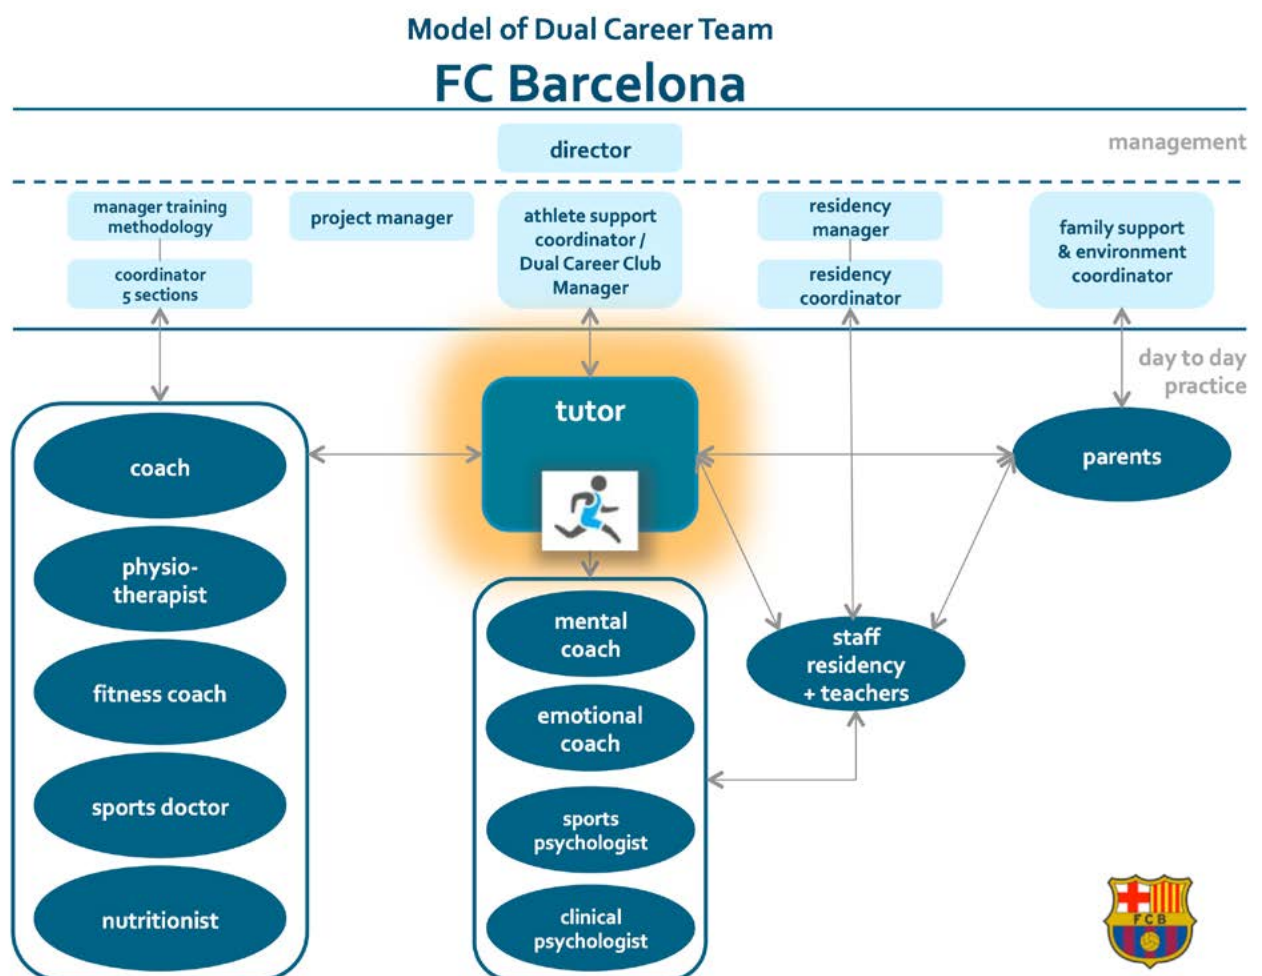 Model of Dual Career Team
FC Barcelona
director
management
manager training
methodology
project manager
athlete support
coordinator /
Dual Career Club
Manager
residency
manager
family support
& environment
coordinator
coordinator
5 sections
residency
coordinator
day to day
practice
tutor
coach
parents
physio-
therapist
fitness coach
sports doctor
nutritionist
mental
coach
emotional
coach
sports
psychologist
clinical
psychologist
staff
residency
+ teachers
FCB